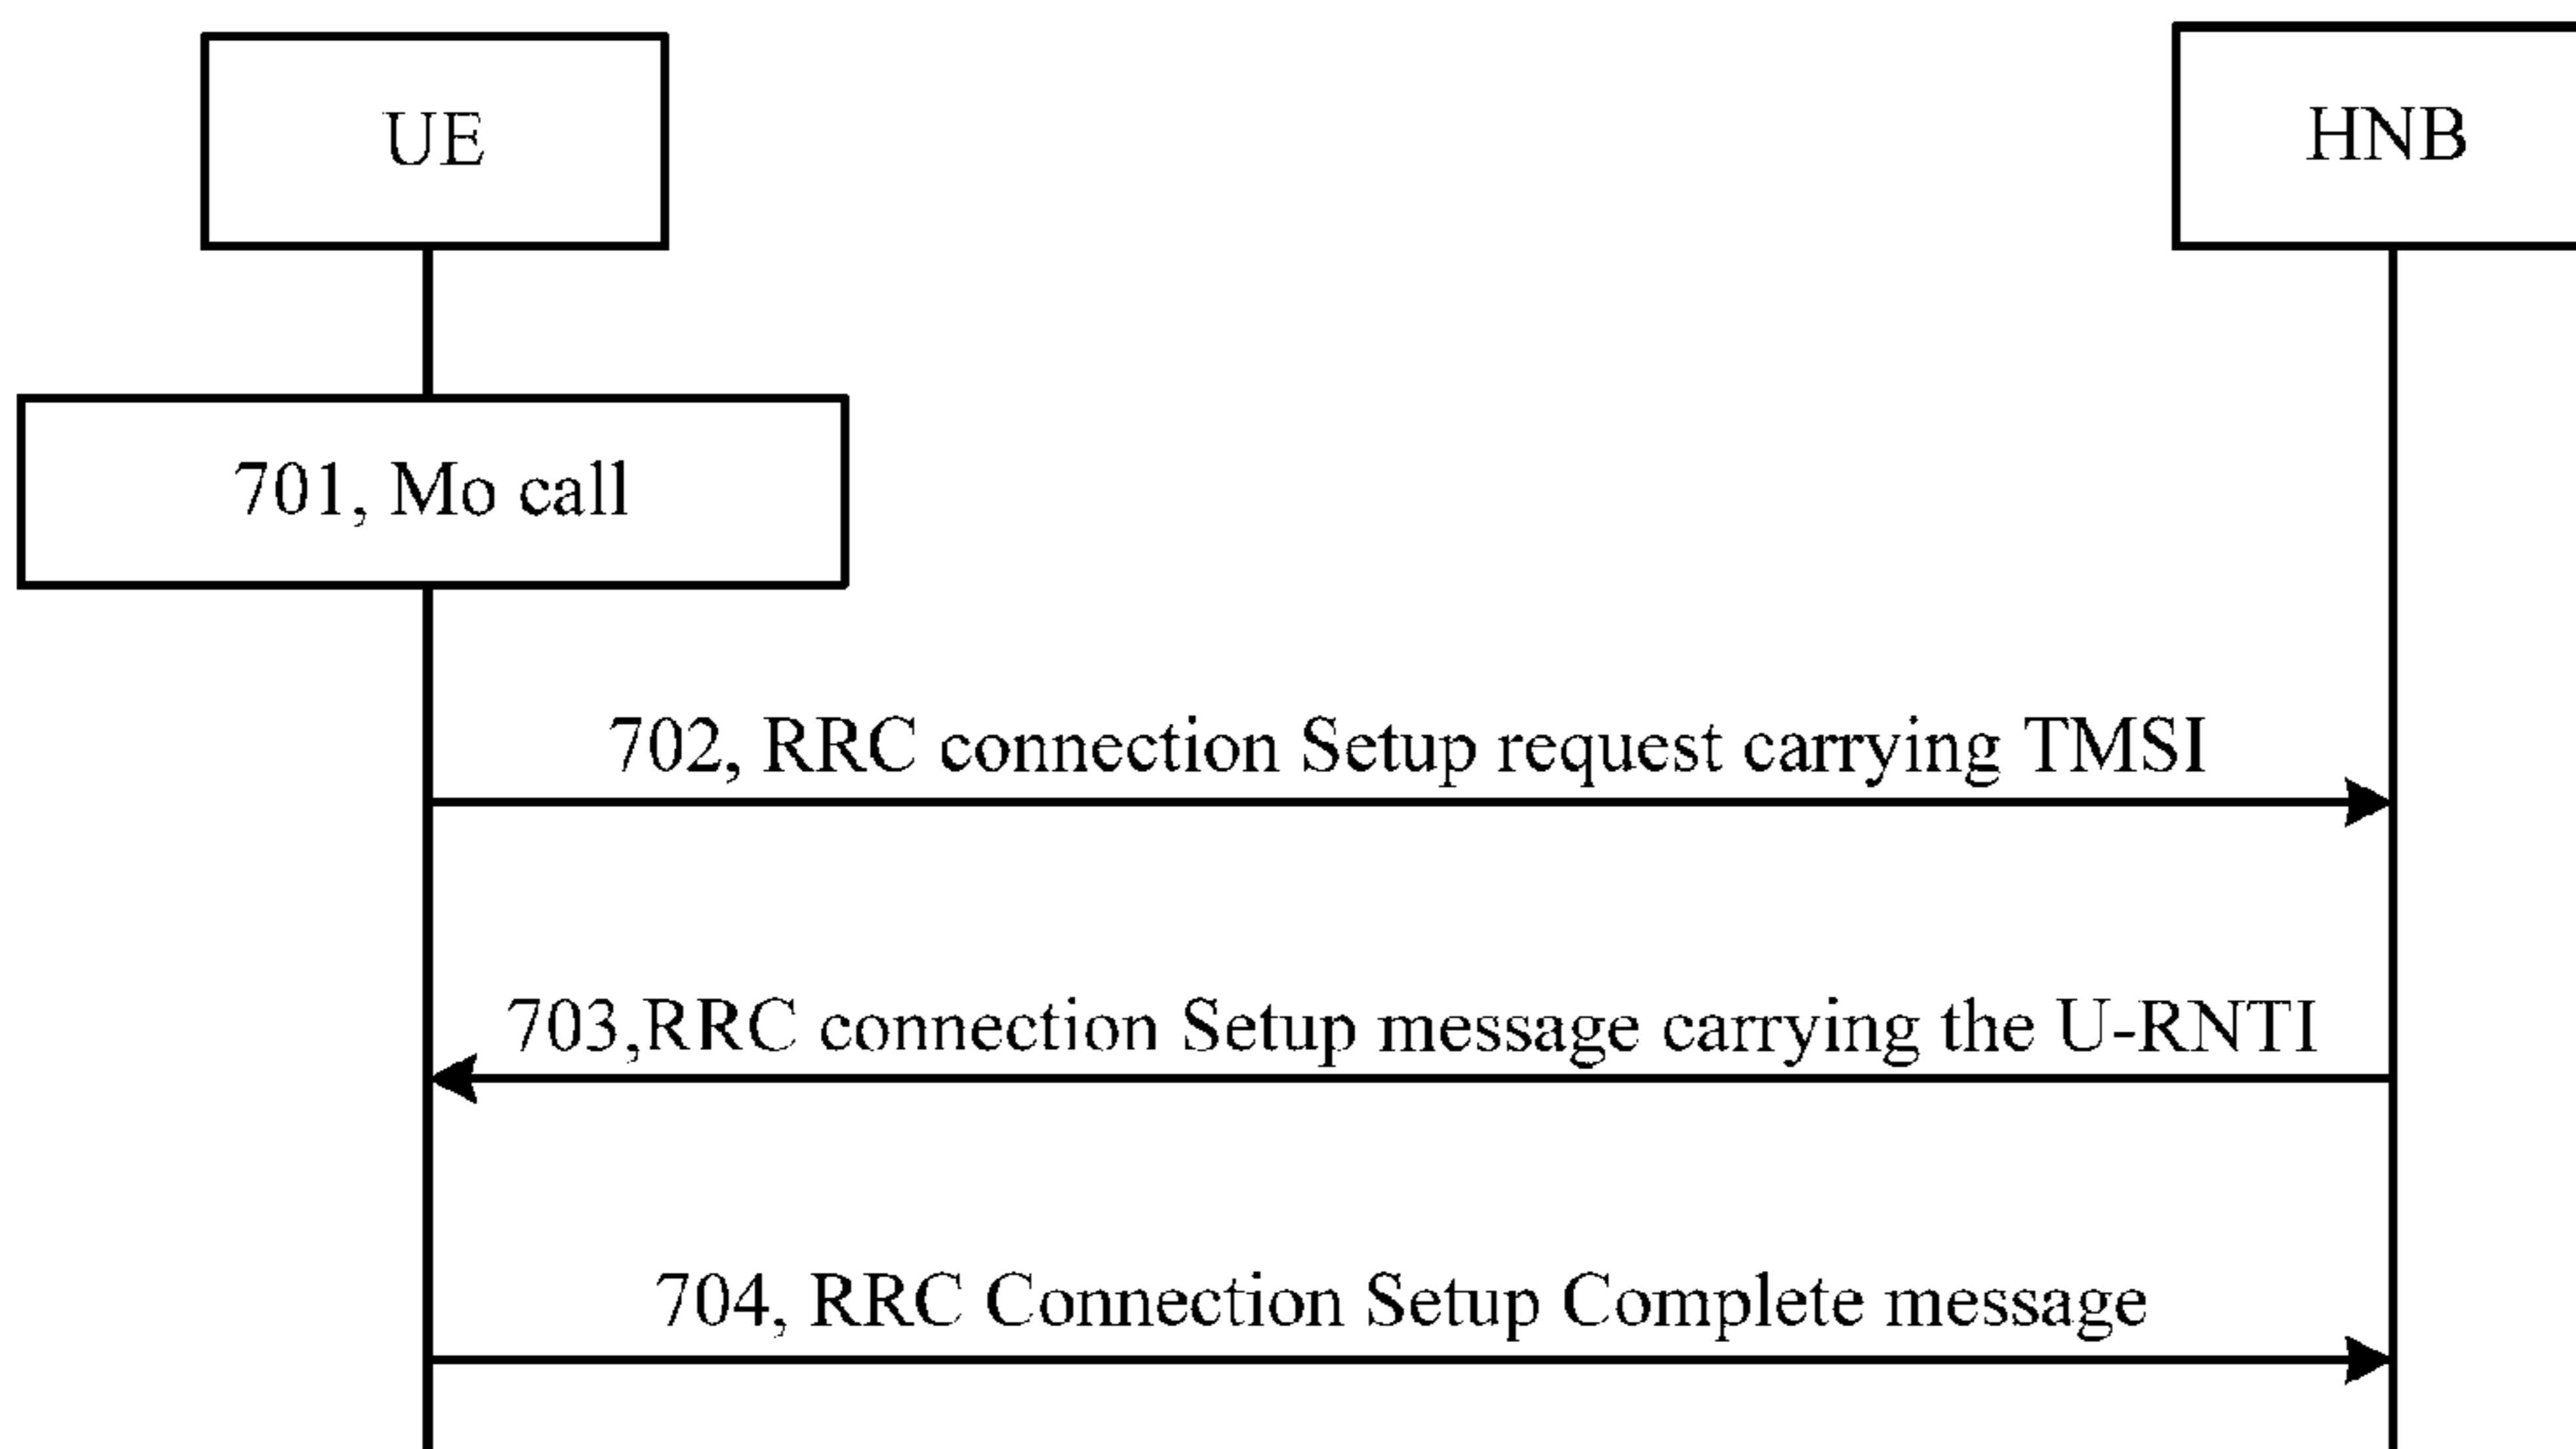 UE
HNB
701, Mo call
702, RRC connection Setup request carrying TMSI
703,RRC connection Setup message carrying the U-RNTI
704, RRC Connection Setup Complete message